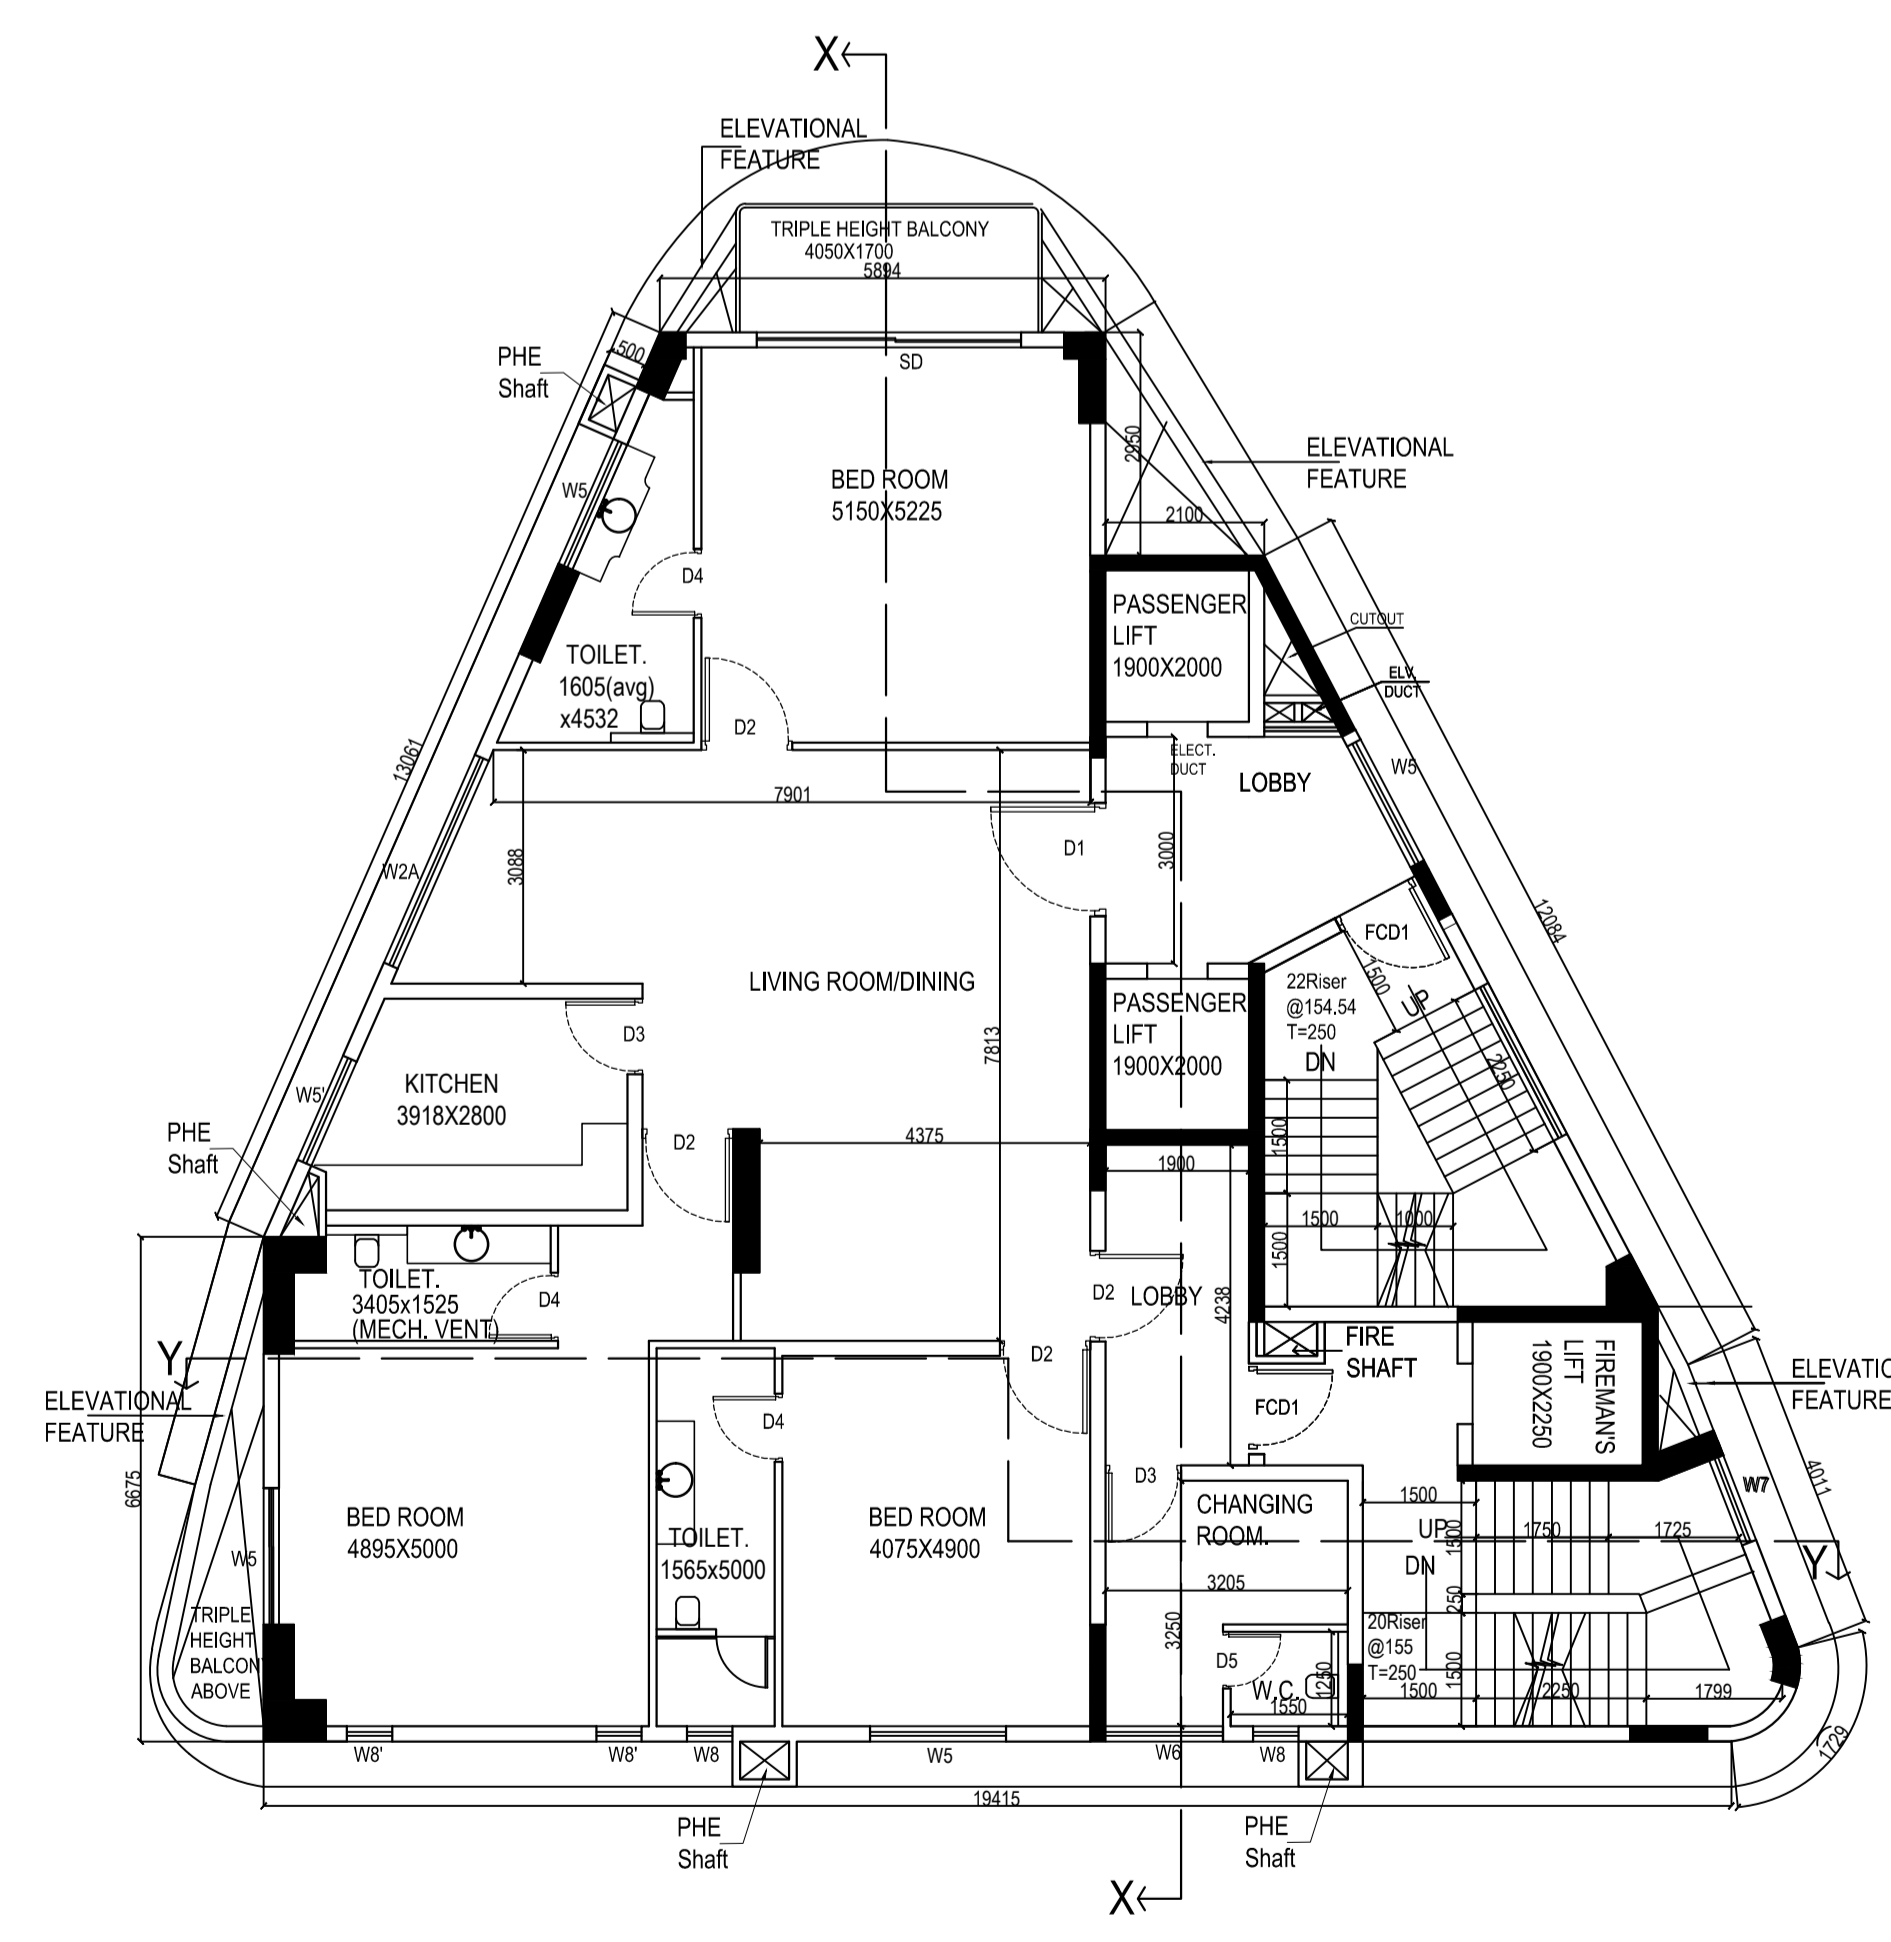 X
ELEVATIONAL
FEATURE
TRIPLE HEIGHT BALCONY
4050X1700
5894
PHE
Shaft
500
SD
2950
ELEVATIONAL
FEATURE
W5
BED ROOM
5150X5225
2100
D4
PASSENGER
LIFT
1900X2000
CUTOUT
TOILET.
1605(avg)
x4532
ELV.
DUCT
D2
ELECT.
DUCT
LOBBY
W5
13061
7901
W2A
3088
D1
3000
12084
FCD1
LIVING ROOM/DINING
1500
22Riser
@154.54
T=250
UP
PASSENGER
LIFT
1900X2000
D3
7813
DN
2250
KITCHEN
3918X2800
W5'
PHE
Shaft
D2
4375
1900
1500
1500
1000
1500
TOILET.
3405x1525
(MECH. VENT)
D4
D2
LOBBY
4238
FIRE
SHAFT
FIREMAN'S
LIFT
1900X2250
Y
D2
ELEVATIONAL
FEATURE
ELEVATIO
FEATURE
D4
FCD1
6675
D3
W7
4011
BED ROOM
4895X5000
TOILET.
1565x5000
BED ROOM
4075X4900
CHANGING
ROOM.
1500
UP
1500
1750
1725
W5
DN
Y
3205
250
TRIPLE
HEIGHT
BALCON
ABOVE
3250
20Riser
@155
T=250
D5
W.C.
1250
1550
1500
1500
2250
1799
W8'
W8'
W8
W5
W6
W8
1729
19415
PHE
Shaft
PHE
Shaft
X